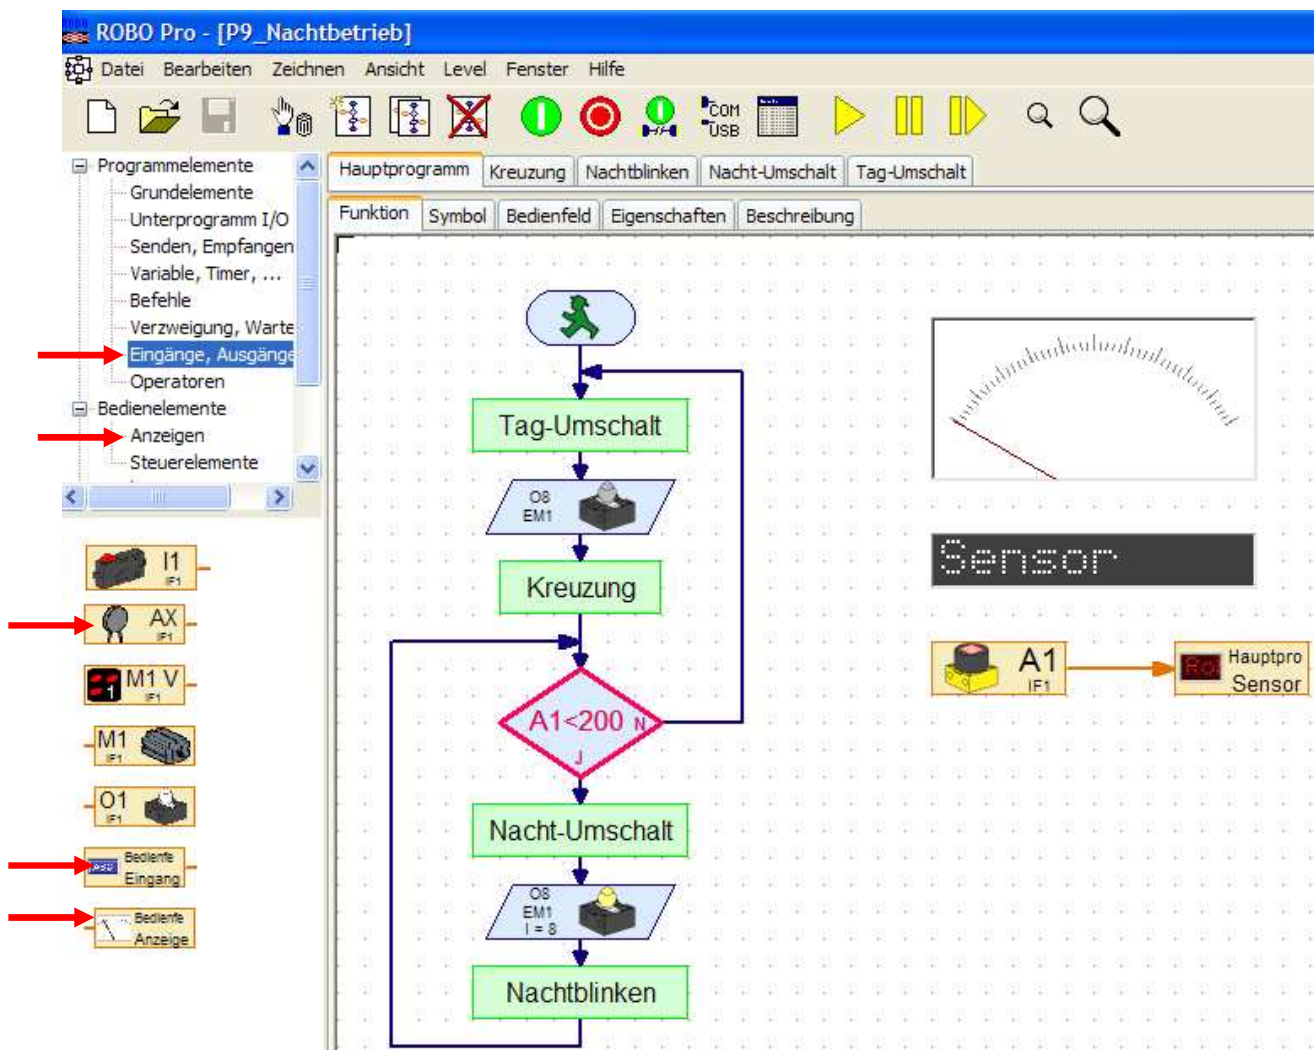 ROBO Pro - [P9_Nachtbetrieb]
Datei Bearbeiten Zeichnen Ansicht Level Fenster Hilfe
COM
USB
Programmelemente
Grundelemente
Unterprogramm I/O
Senden, Empfangen
Variable, Timer, ...
Befehle
Verzweigung, Warte
Eingänge, Ausgänge
Operatoren
Bedienelemente
Anzeigen
Steuerelemente
I1
IF1
AX
IF1
M1 V
1
IF1
M1
IF1
O1
IF1
Bedienfe
Eingang
Bedienfe
Anzeige
Hauptprogramm Kreuzung Nachtblinken Nacht-Umschalt Tag-Umschalt
Funktion Symbol Bedienfeld Eigenschaften Beschreibung
Tag-Umschalt
O8
EM1
Kreuzung
A1<200 N
J
Nacht-Umschalt
O8
EM1
I = 8
Nachtblinken
Sensor
A1
IF1
Hauptpro
Sensor